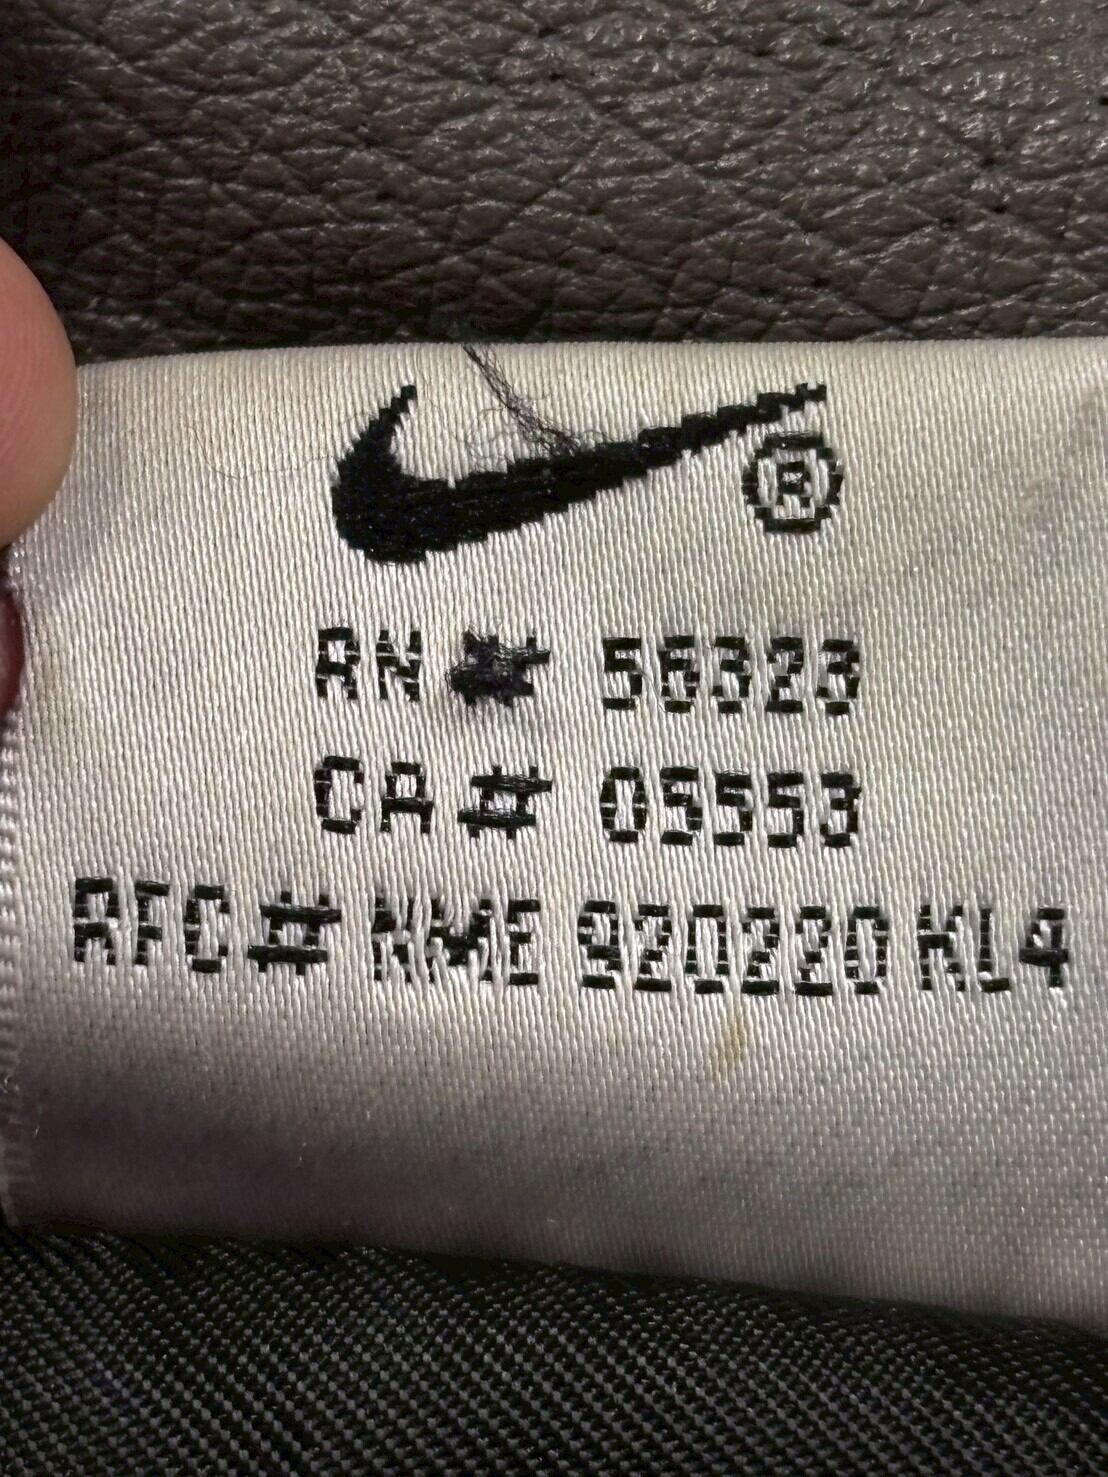 ®
RN # 56323
CA # 05553
RFC# NME 920220 KL4